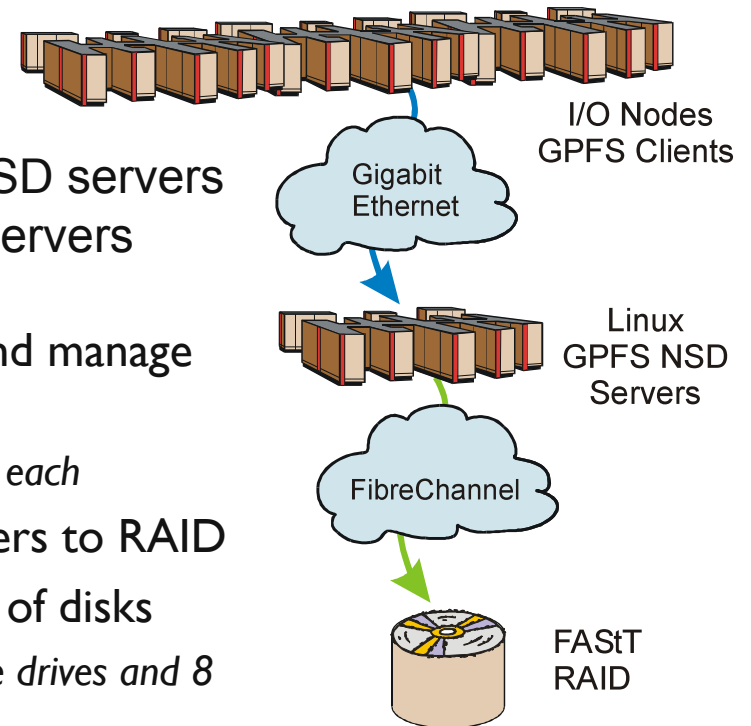 I/O Nodes
GPFS Clients
SD servers
ervers
Gigabit
Ethernet
nd manage
Linux
GPFS NSD
Servers
each
FibreChannel
ers to RAID
of disks
e drives and 8
FAStT
RAID